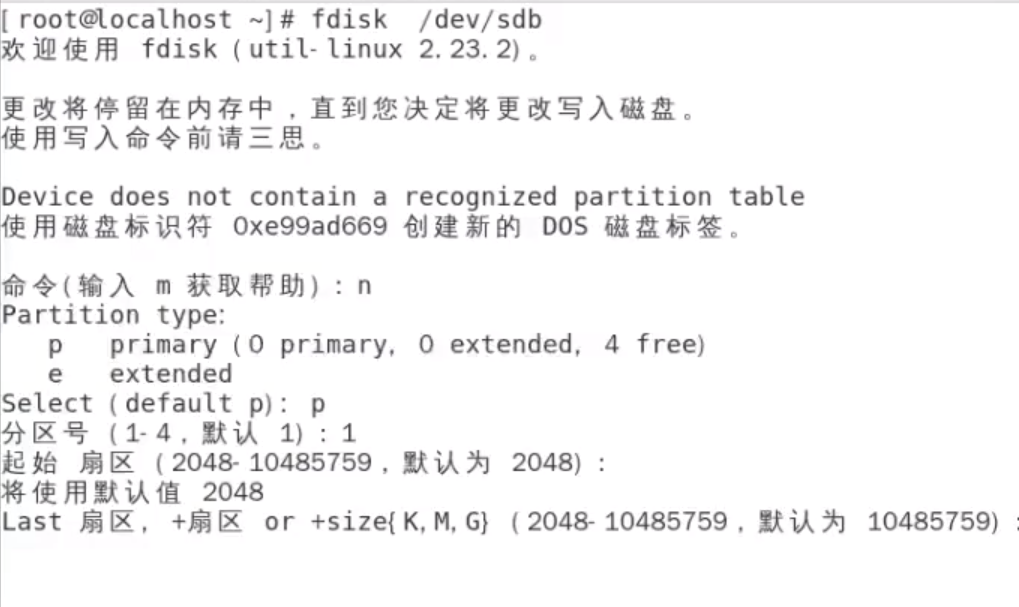 [root@localhost ~]# fdisk  /dev/sdb
欢迎使用 fdisk (util-linux 2.23.2)。
更改将停留在内存中，直到您决定将更改写入磁盘。
使用写入命令前请三思。
Device does not contain a recognized partition table
使用磁盘标识符 0xe99ad669 创建新的 DOS 磁盘标签。
命令(输入 m 获取帮助)：n
Partition type:
   p   primary (0 primary, 0 extended, 4 free)
   e   extended
Select (default p): p
分区号 (1-4，默认 1)：1
起始 扇区 (2048-10485759，默认为 2048)：
将使用默认值 2048
Last 扇区, +扇区 or +size{K,M,G} (2048-10485759，默认为 10485759)：